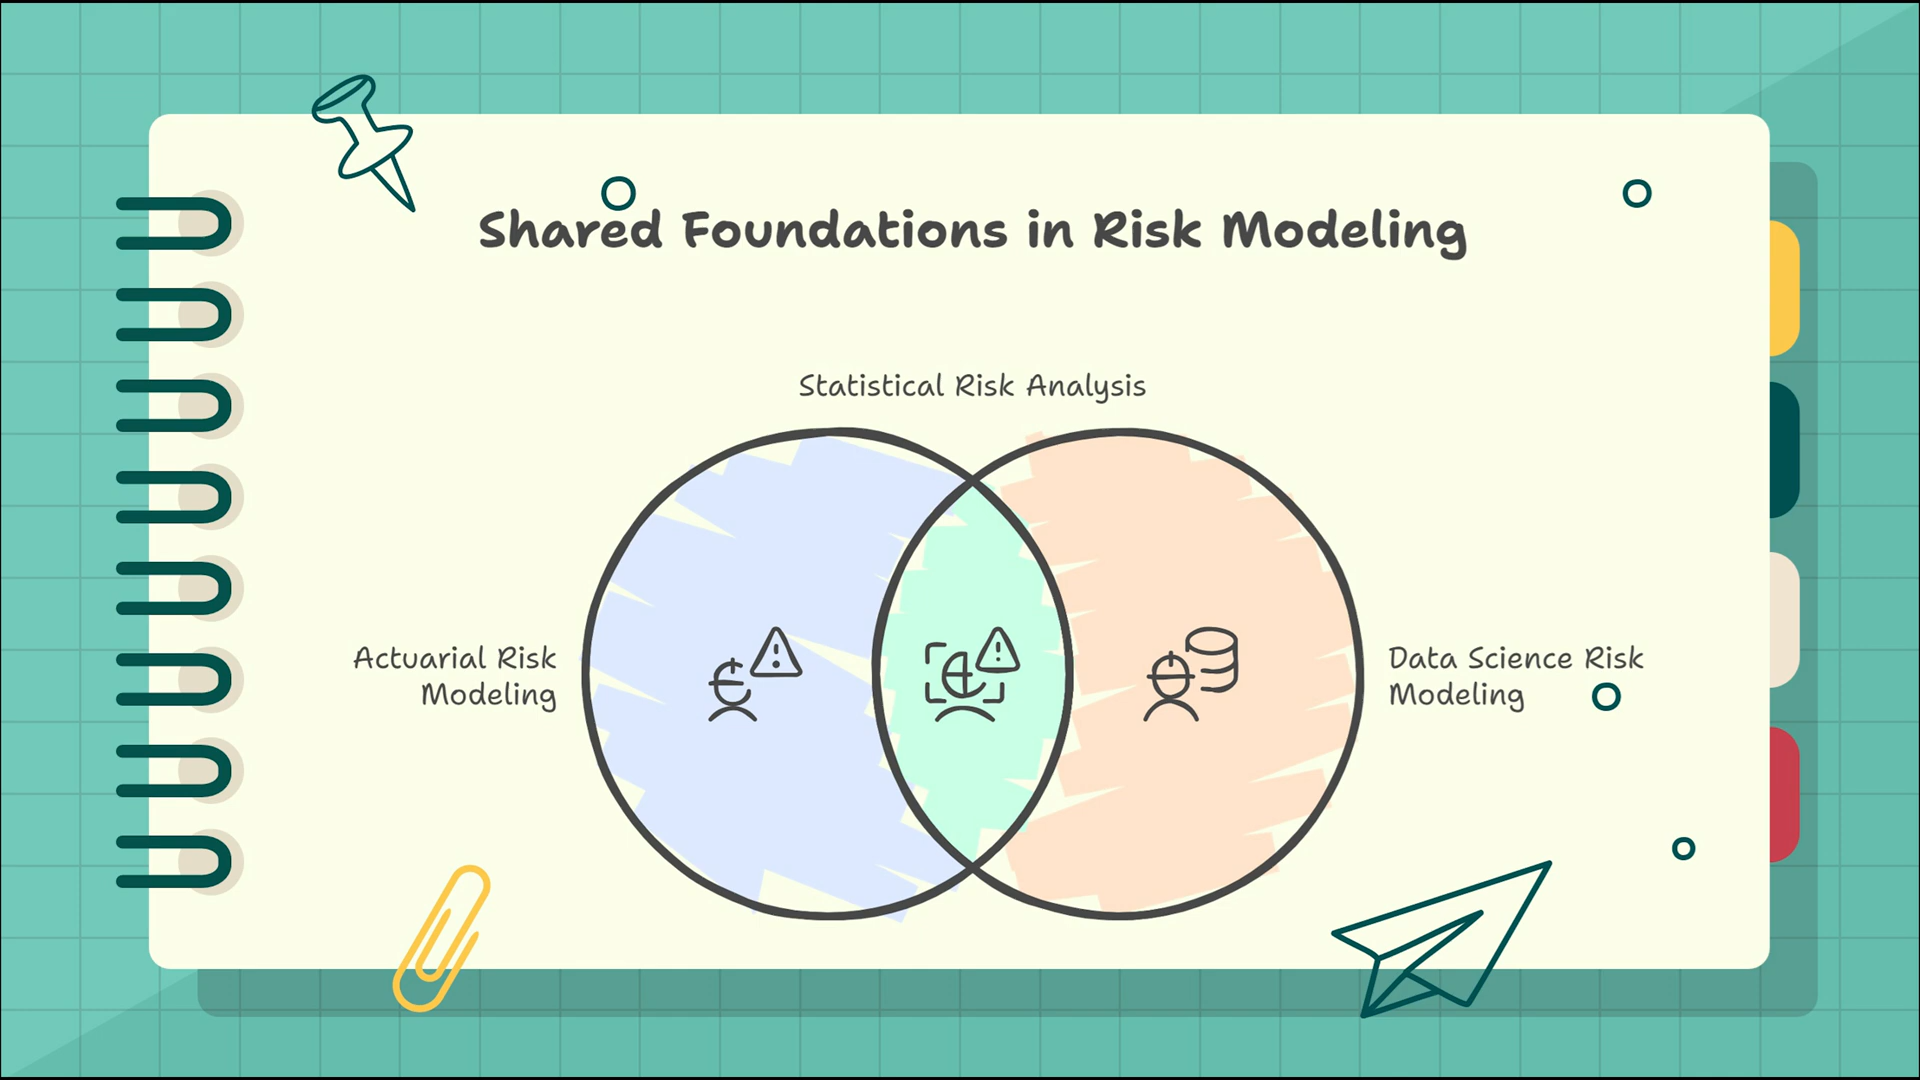 Shared Foundations in Risk Modeling
Statistical Risk Analysis
Actuarial Risk
Modeling
Data Science Risk
Modeling